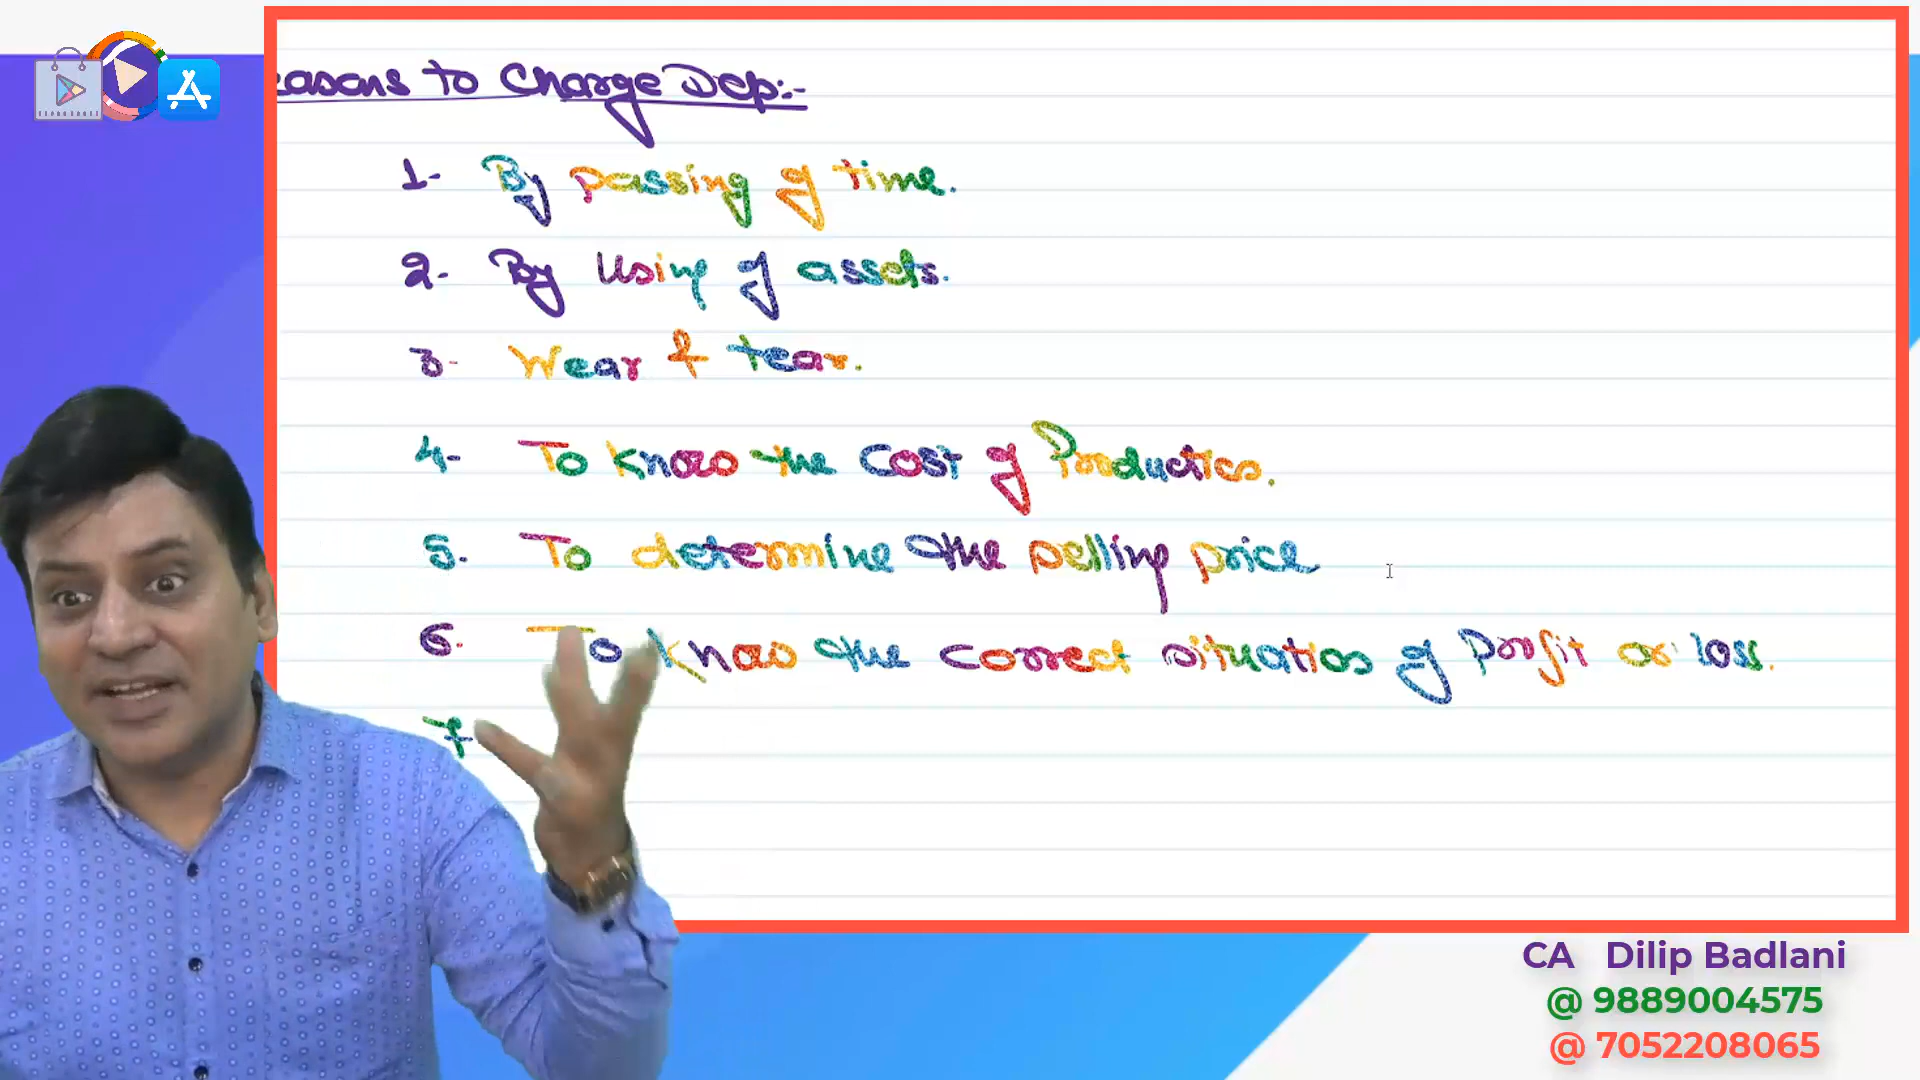 easons to Charge Dep:-
1- By passing of time.
2- By Using of assets.
3- Wear & tear.
4- To know the Cost of Production.
5- To determine the selling price
6- To know the correct situation of Profit or loss.
7-
CA Dilip Badlani
@ 9889004575
@ 7052208065